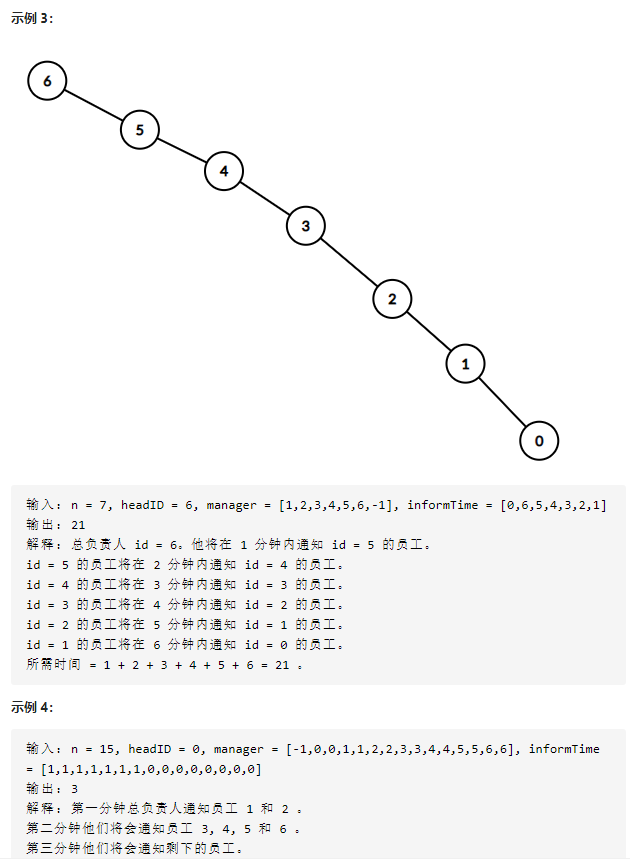 示例 3：
6
5
4
3
2
1
0
输入：n = 7, headID = 6, manager = [1,2,3,4,5,6,-1], informTime = [0,6,5,4,3,2,1]
输出：21
解释：总负责人 id = 6。他将在 1 分钟内通知 id = 5 的员工。
id = 5 的员工将在 2 分钟内通知 id = 4 的员工。
id = 4 的员工将在 3 分钟内通知 id = 3 的员工。
id = 3 的员工将在 4 分钟内通知 id = 2 的员工。
id = 2 的员工将在 5 分钟内通知 id = 1 的员工。
id = 1 的员工将在 6 分钟内通知 id = 0 的员工。
所需时间 = 1 + 2 + 3 + 4 + 5 + 6 = 21 。
示例 4：
输入：n = 15, headID = 0, manager = [-1,0,0,1,1,2,2,3,3,4,4,5,5,6,6], informTime
= [1,1,1,1,1,1,1,0,0,0,0,0,0,0,0]
输出：3
解释：第一分钟总负责人通知员工 1 和 2 。
第二分钟他们将会通知员工 3, 4, 5 和 6 。
第三分钟他们将会通知剩下的员工。